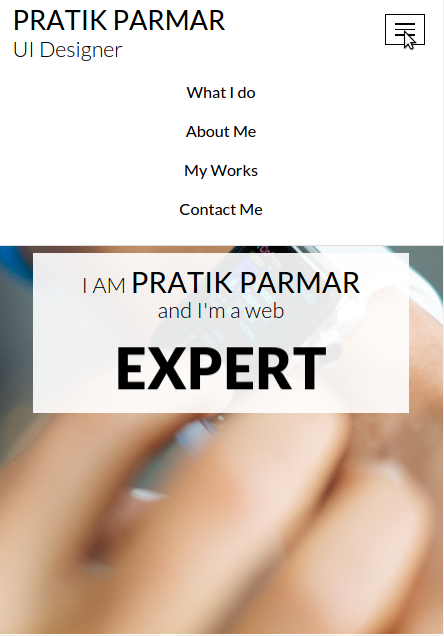 PRATIK PARMAR
UI Designer
What I do
About Me
My Works
Contact Me
I AM PRATIK PARMAR
and I'm a web
EXPERT